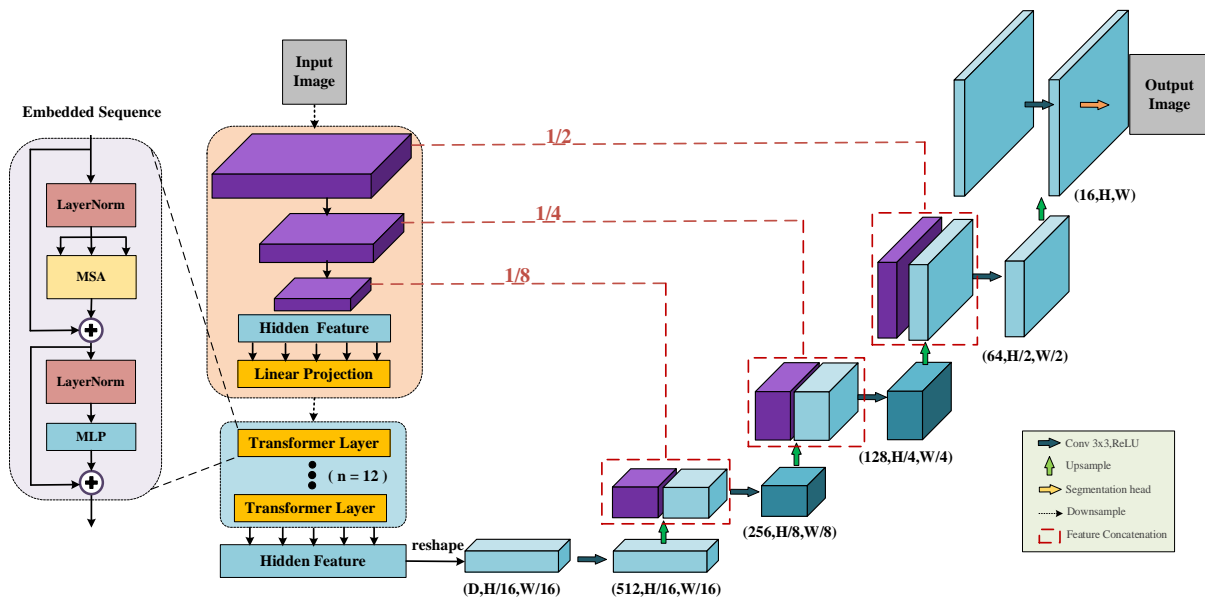 Input
Image
Output
Image
Embedded Sequence
LayerNorm
MSA
LayerNorm
MLP
1/2
1/4
1/8
Hidden Feature
Linear Projection
Transformer Layer
( n = 12 )
Transformer Layer
Hidden Feature
reshape
(D,H/16,W/16)
(512,H/16,W/16)
(256,H/8,W/8)
(128,H/4,W/4)
(64,H/2,W/2)
(16,H,W)
Conv 3x3,ReLU
Upsample
Segmentation head
Downsample
Feature Concatenation